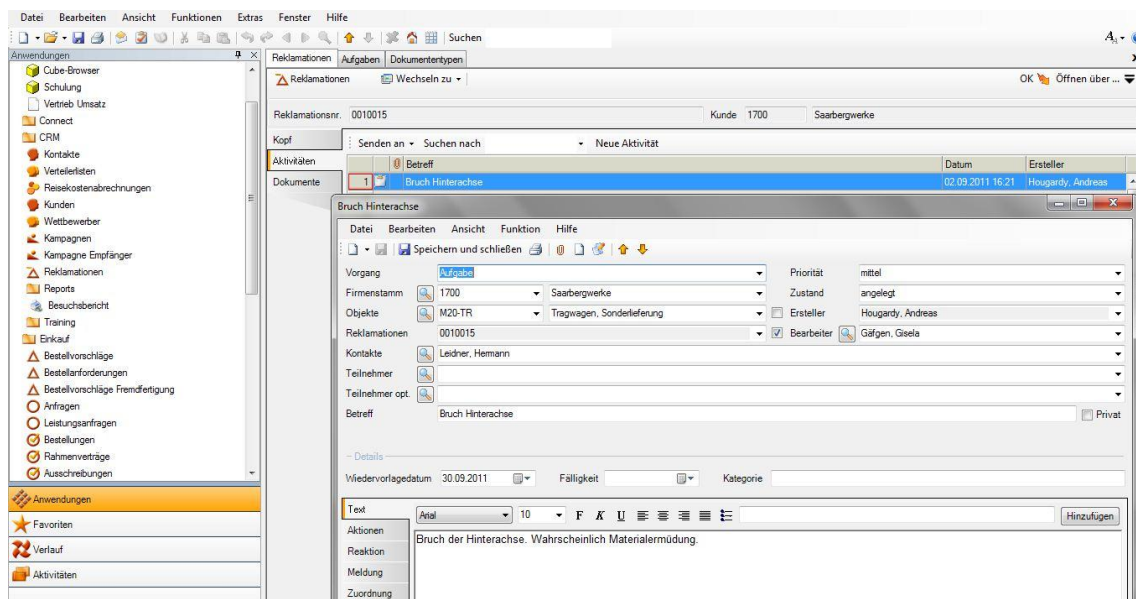 Datei Bearbeiten Ansicht Funktionen Extras Fenster Hilfe
Suchen
Anwendungen
Cube-Browser
Schulung
Vertrieb Umsatz
Connect
CRM
Kontakte
Verteilerlisten
Reisekostenabrechnungen
Kunden
Wettbewerber
Kampagnen
Kampagne Empfänger
Reklamationen
Reports
Besuchsbericht
Training
Einkauf
Bestellvorschläge
Bestellanforderungen
Bestellvorschläge Fremdfertigung
Anfragen
Leistungsanfragen
Bestellungen
Rahmenverträge
Ausschreibungen
Anwendungen
Favoriten
Verlauf
Aktivitäten
Reklamationen Aufgaben Dokumententypen
Reklamationen Wechseln zu OK Öffnen über ...
Reklamationsnr. 0010015 Kunde 1700 Saarbergwerke
Kopf
Aktivitäten
Dokumente
Senden an Suchen nach Neue Aktivität
Betreff Datum Ersteller
1 Bruch Hinterachse 02.09.2011 16:21 Hougardy, Andreas
Bruch Hinterachse
Datei Bearbeiten Ansicht Funktion Hilfe
Speichern und schließen
Vorgang Aufgabe Priorität mittel
Firmenstamm 1700 Saarbergwerke Zustand angelegt
Objekte M20-TR Tragwagen, Sonderlieferung Ersteller Hougardy, Andreas
Reklamationen 0010015 Bearbeiter Gäfgen, Gisela
Kontakte Leidner, Hermann
Teilnehmer
Teilnehmer opt.
Betreff Bruch Hinterachse Privat
Details
Wiedervorlagedatum 30.09.2011 Fälligkeit Kategorie
Text
Aktionen
Reaktion
Meldung
Zuordnung
Arial 10 F K U Hinzufügen
Bruch der Hinterachse. Wahrscheinlich Materialermüdung.